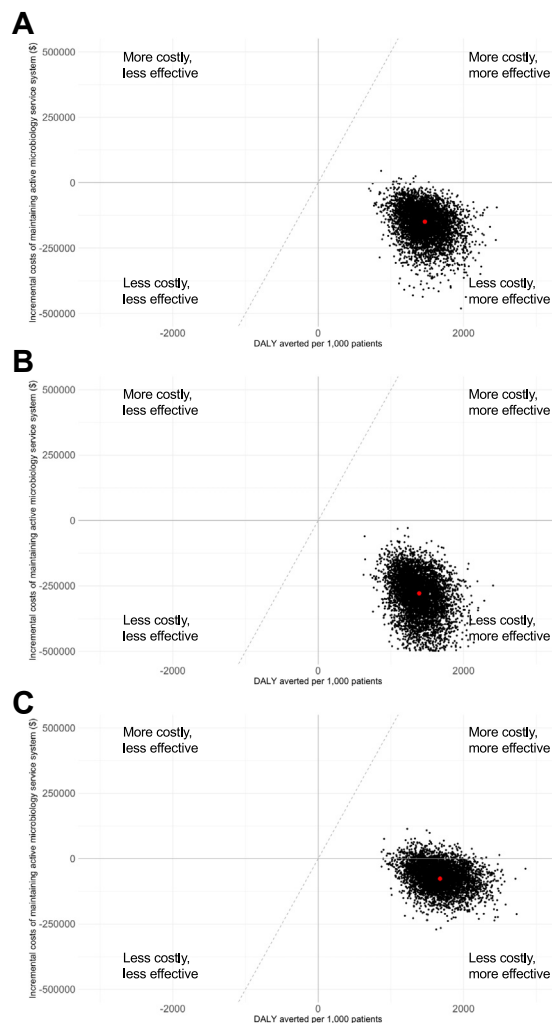 A
500000
More costly,
less effective
More costly,
more effective
250000
0
-250000
Less costly,
less effective
Less costly,
more effective
-500000
-2000
0
2000
DALY averted per 1,000 patients
Incremental costs of maintaining active microbiology service system ($)
B
500000
More costly,
less effective
More costly,
more effective
250000
0
-250000
Less costly,
less effective
Less costly,
more effective
-500000
-2000
0
2000
DALY averted per 1,000 patients
Incremental costs of maintaining active microbiology service system ($)
C
500000
More costly,
less effective
More costly,
more effective
250000
0
-250000
Less costly,
less effective
Less costly,
more effective
-500000
-2000
0
2000
DALY averted per 1,000 patients
Incremental costs of maintaining active microbiology service system ($)